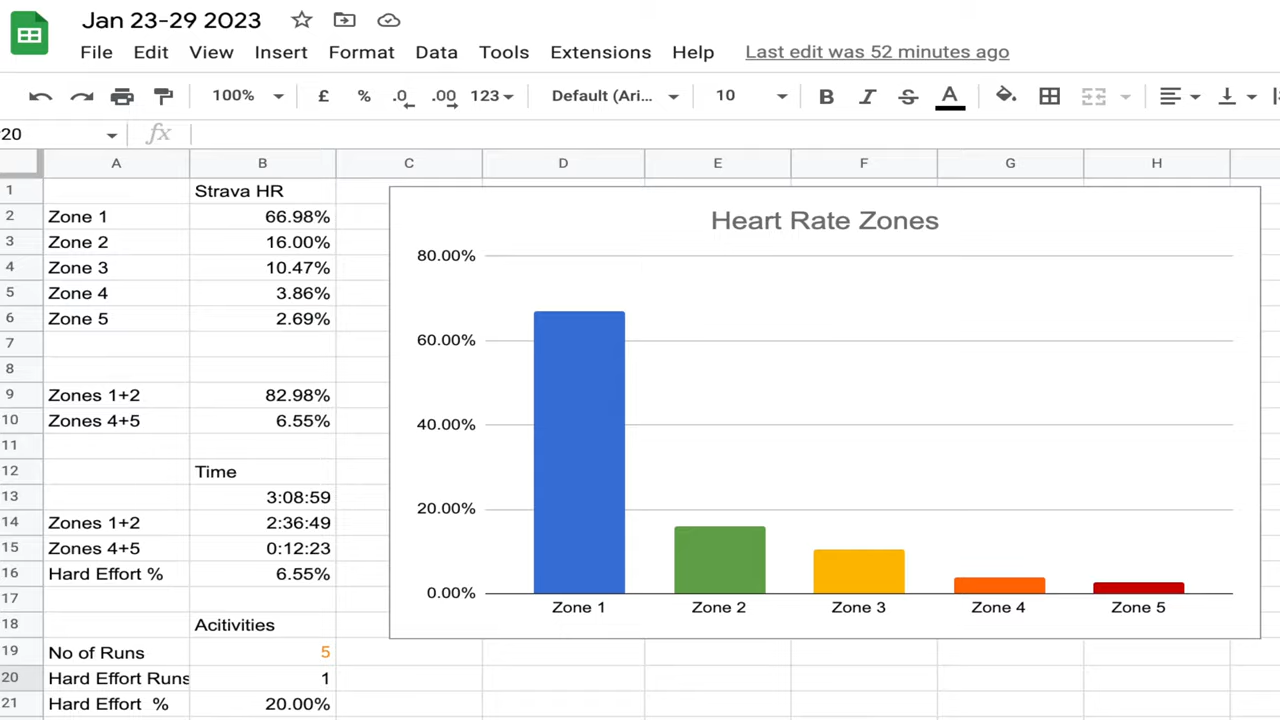 Jan 23-29 2023
File Edit View Insert Format Data Tools Extensions Help Last edit was 52 minutes ago
100% £ % .0 .00 123 Default (Ari... 10 B I S A
20 fx
A B C D E F G H
1 Strava HR
2 Zone 1 66.98%
3 Zone 2 16.00%
4 Zone 3 10.47%
5 Zone 4 3.86%
6 Zone 5 2.69%
7
8
9 Zones 1+2 82.98%
10 Zones 4+5 6.55%
11
12 Time
13 3:08:59
14 Zones 1+2 2:36:49
15 Zones 4+5 0:12:23
16 Hard Effort % 6.55%
17
18 Acitivities
19 No of Runs 5
20 Hard Effort Runs 1
21 Hard Effort % 20.00%
Heart Rate Zones
80.00%
60.00%
40.00%
20.00%
0.00%
Zone 1 Zone 2 Zone 3 Zone 4 Zone 5